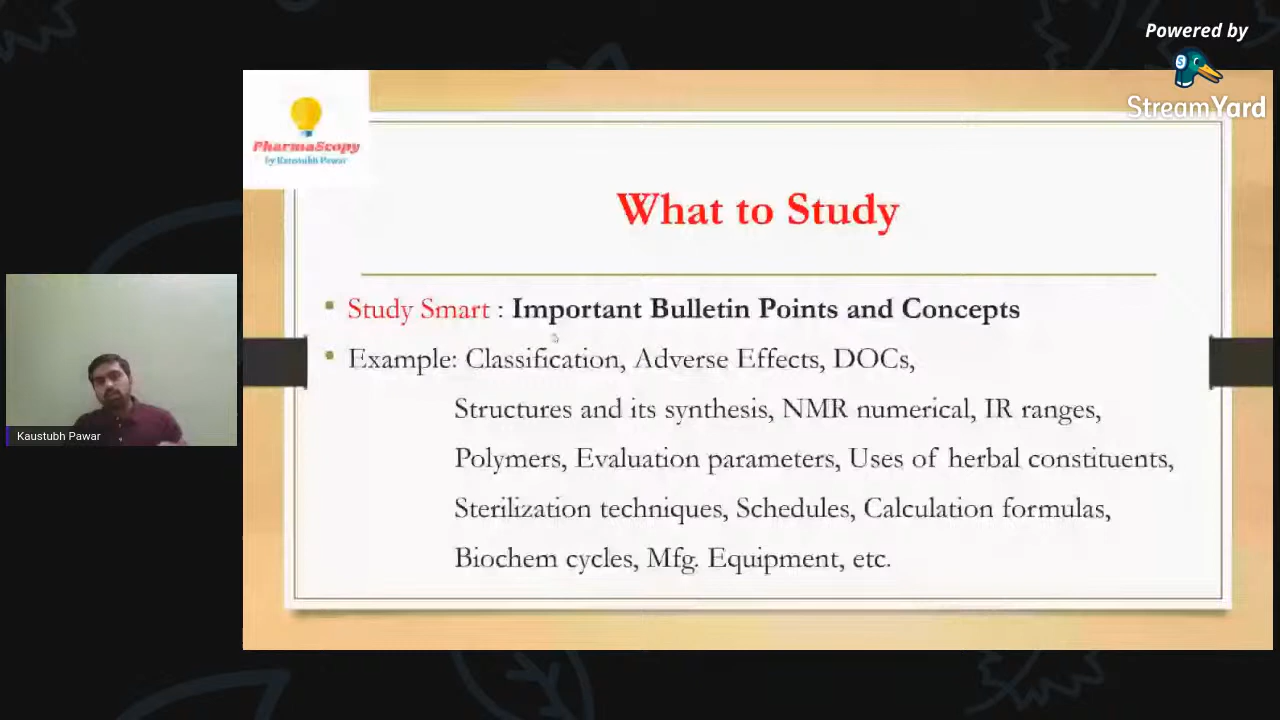 Powered by
StreamYard
PharmaScopy
by Kaustubh Pawar
What to Study
Study Smart : Important Bulletin Points and Concepts
Example: Classification, Adverse Effects, DOCs,
Structures and its synthesis, NMR numerical, IR ranges,
Polymers, Evaluation parameters, Uses of herbal constituents,
Sterilization techniques, Schedules, Calculation formulas,
Biochem cycles, Mfg. Equipment, etc.
Kaustubh Pawar